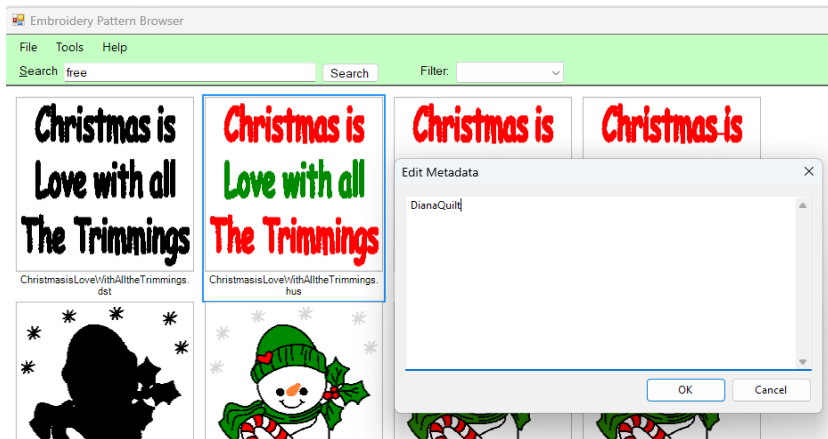 Embroidery Pattern Browser
File Tools Help
Search free Search Filter:
Christmas is
Love with all
The Trimmings
ChristmasisLoveWithAlltheTrimmings.
dst
Christmas is
Love with all
The Trimmings
ChristmasisLoveWithAlltheTrimmings.
hus
Christmas is
Christmas is
Edit Metadata
DianaQuilt
OK Cancel